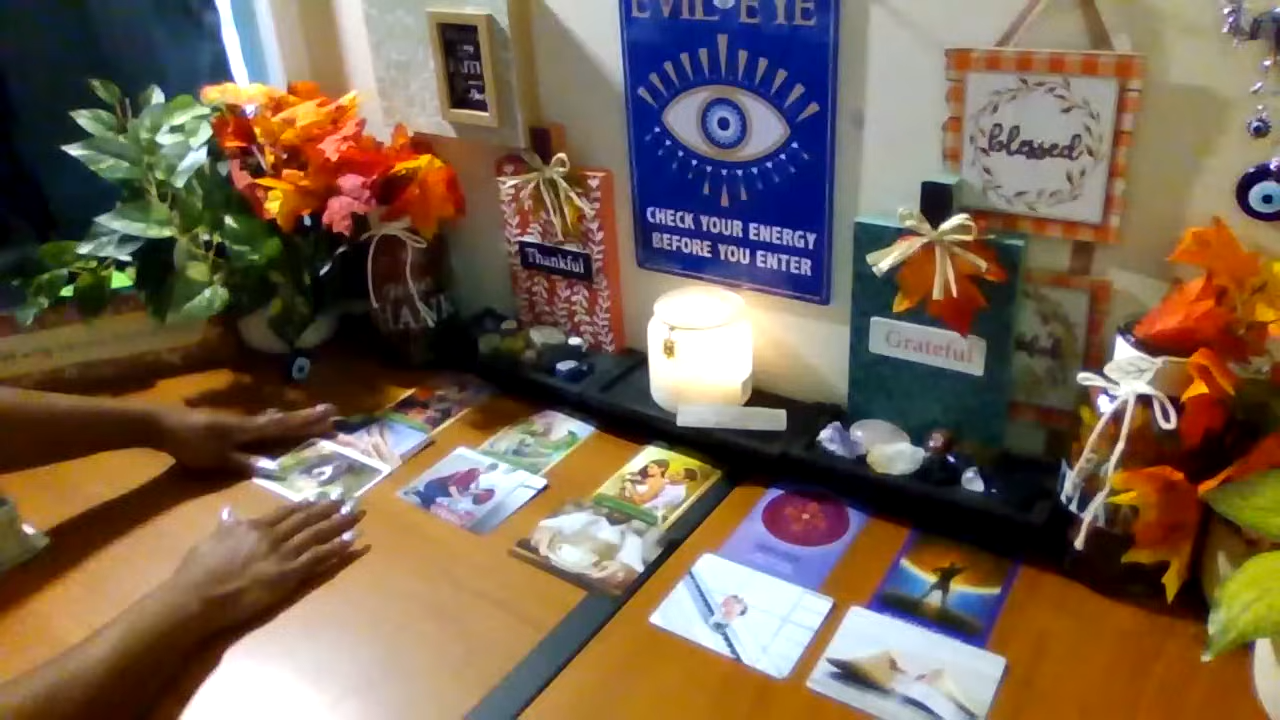 EVIL EYE
CHECK YOUR ENERGY
BEFORE YOU ENTER
Thankful
blessed
Grateful